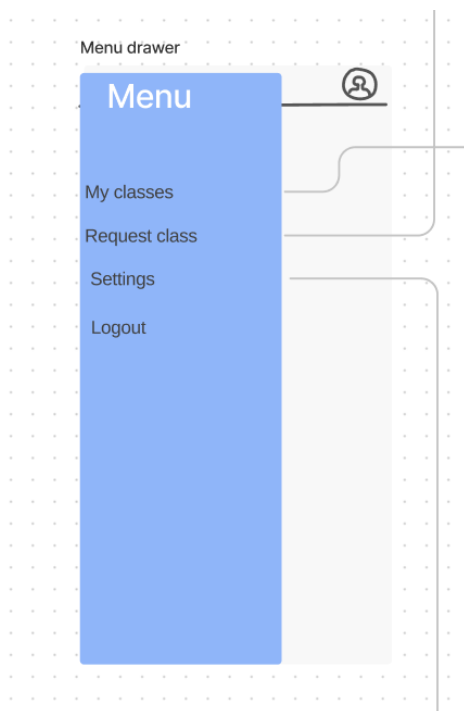 Menu drawer
Menu
My classes
Request class
Settings
Logout